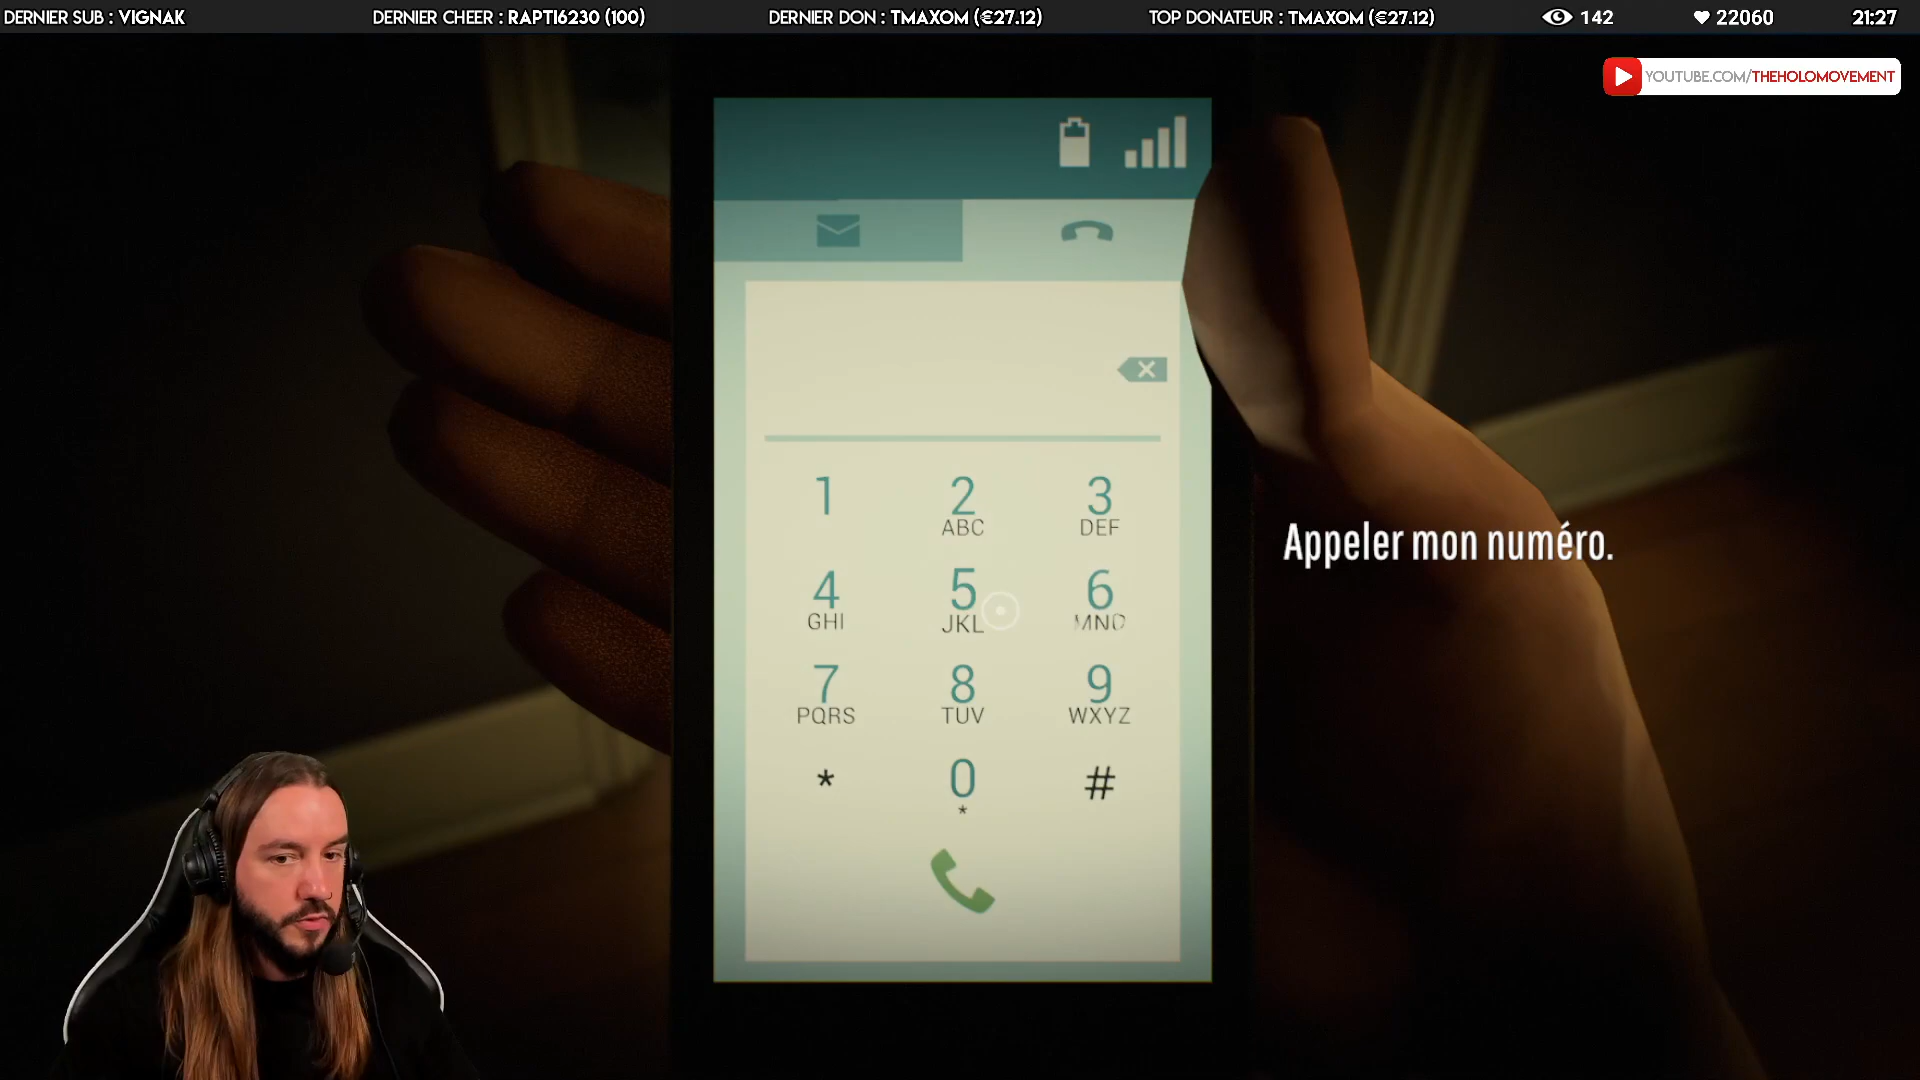 DERNIER SUB : VIGNAK
DERNIER CHEER : RAPTI6230 (100)
DERNIER DON : TMAXOM (€27.12)
TOP DONATEUR : TMAXOM (€27.12)
142
22060
21:27
YOUTUBE.COM/THEHOLOMOVEMENT
1
2
ABC
3
DEF
4
GHI
5
JKL
6
MNO
7
PQRS
8
TUV
9
WXYZ
*
0
*
#
Appeler mon numéro.